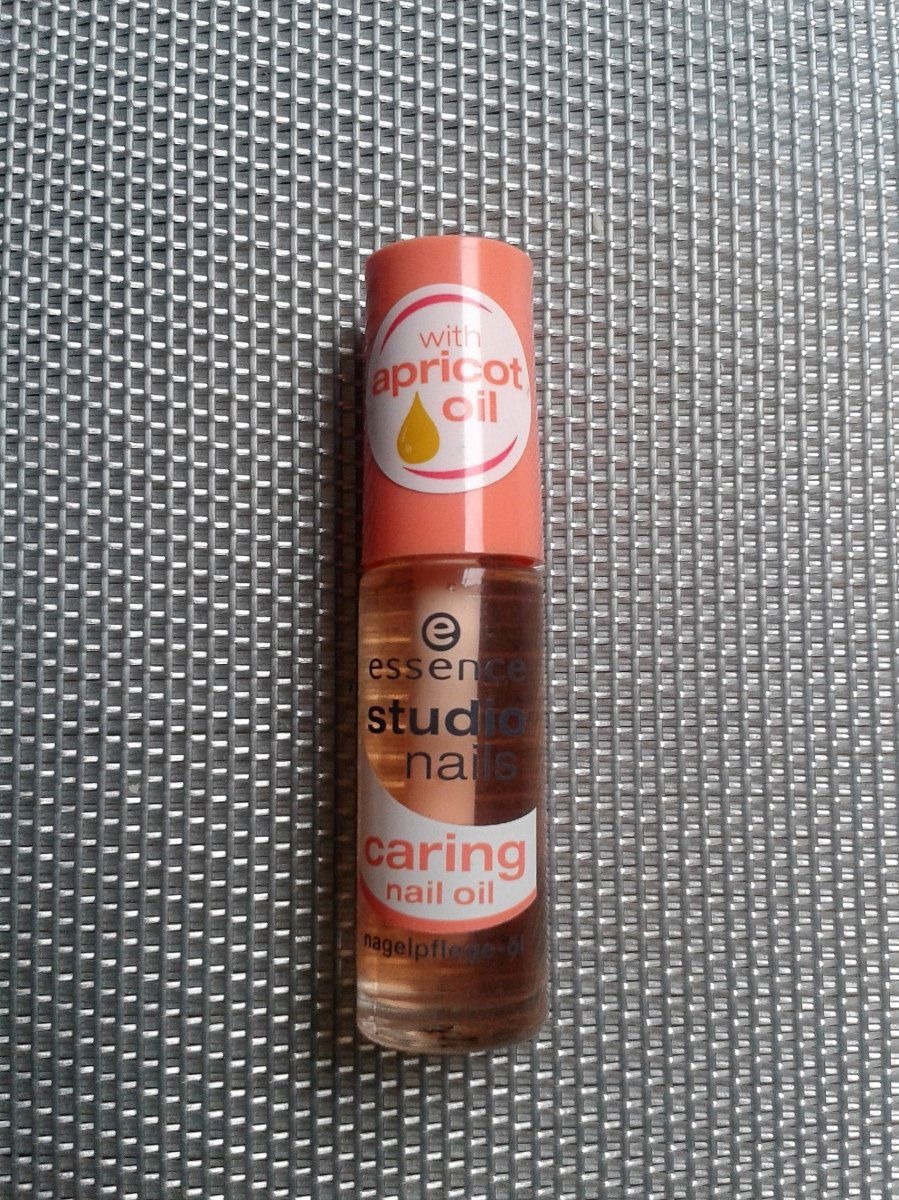 with
apricot
oil
e
essence
studio
nails
caring
nail oil
nagelpflege-öl